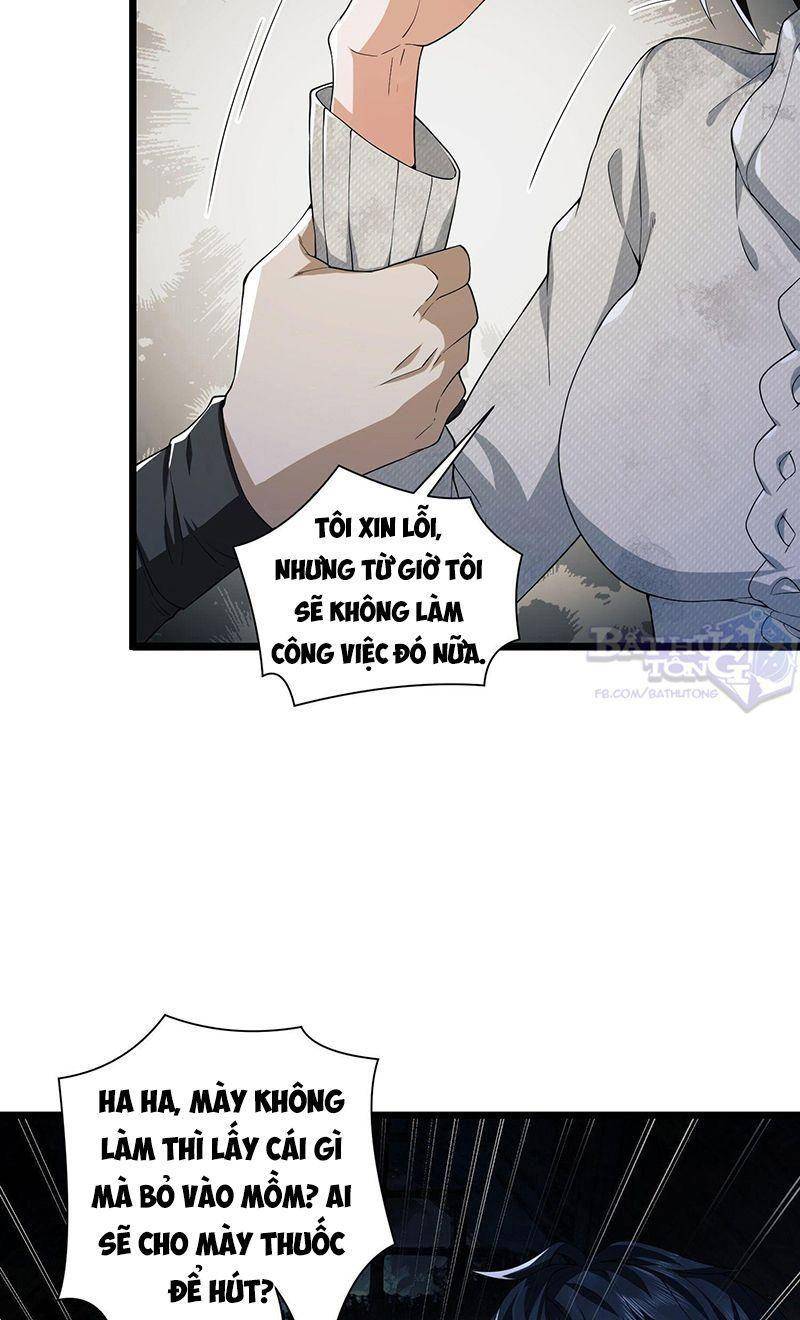 TÔI XIN LỖI,
NHƯNG TỪ GIỜ TÔI
SẼ KHÔNG LÀM
CÔNG VIỆC ĐÓ NỮA.
BẤT HỦ
TÔNG
FB.COM/BATHUTONG
HA HA, MÀY KHÔNG
LÀM THÌ LẤY CÁI GÌ
MÀ BỎ VÀO MỒM? AI
SẼ CHO MÀY THUỐC
ĐỂ HÚT?